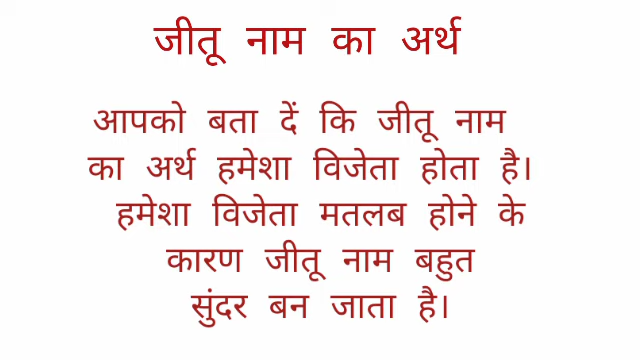 जीतू नाम का अर्थ
आपको बता दें कि जीतू नाम
का अर्थ हमेशा विजेता होता है।
हमेशा विजेता मतलब होने के
कारण जीतू नाम बहुत
सुंदर बन जाता है।